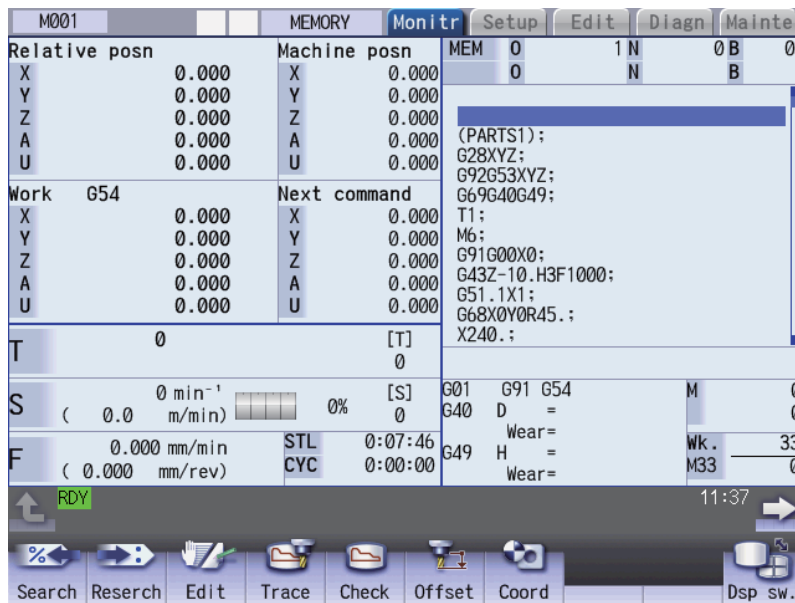 M001 MEMORY Monitr Setup Edit Diagn Mainte
Relative posn
X 0.000
Y 0.000
Z 0.000
A 0.000
U 0.000
Machine posn
X 0.000
Y 0.000
Z 0.000
A 0.000
U 0.000
Work G54
X 0.000
Y 0.000
Z 0.000
A 0.000
U 0.000
Next command
X 0.000
Y 0.000
Z 0.000
A 0.000
U 0.000
T 0 [T]
0
S 0 min⁻¹ [S]
( 0.0 m/min) 0% 0
F 0.000 mm/min
( 0.000 mm/rev)
STL 0:07:46
CYC 0:00:00
MEM O 1 N 0 B 0
O N B
(PARTS1);
G28XYZ;
G92G53XYZ;
G69G40G49;
T1;
M6;
G91G00X0;
G43Z-10.H3F1000;
G51.1X1;
G68X0Y0R45.;
X240.;
G01 G91 G54
G40 D =
Wear=
G49 H =
Wear=
M 0
0
Wk. 33
M33 0
RDY 11:37
Search Reserch Edit Trace Check Offset Coord Dsp sw.